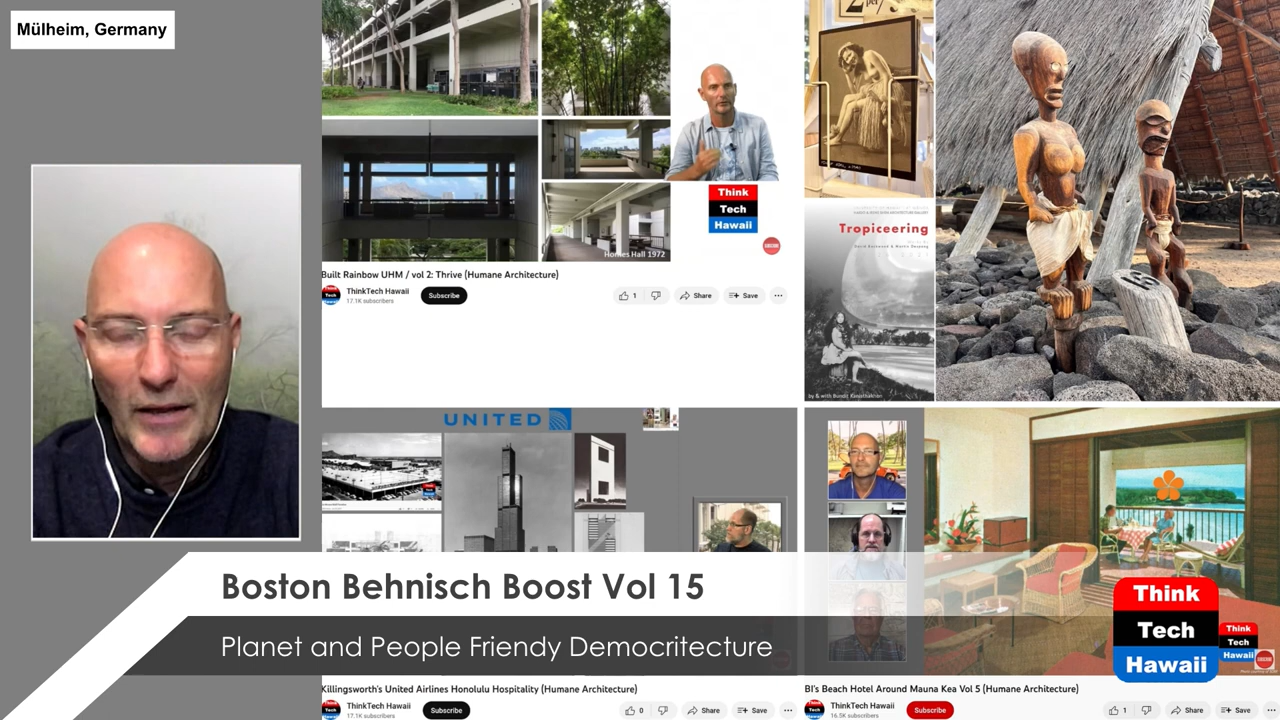 Mülheim, Germany
Think
Tech
Hawaii
Holmes Hall 1972
Built Rainbow UHM / vol 2: Thrive (Humane Architecture)
ThinkTech Hawaii
17.1K subscribers
Subscribe
1
Share
Save
Tropiceering
UNITED
Boston Behnisch Boost Vol 15
Planet and People Friendly Democritecture
Think
Tech
Hawaii
Think
Tech
Hawaii
Killingsworth's United Airlines Honolulu Hospitality (Humane Architecture)
ThinkTech Hawaii
17.1K subscribers
Subscribe
0
Share
Save
BI's Beach Hotel Around Mauna Kea Vol 5 (Humane Architecture)
ThinkTech Hawaii
16.5K subscribers
Subscribe
1
Share
Save